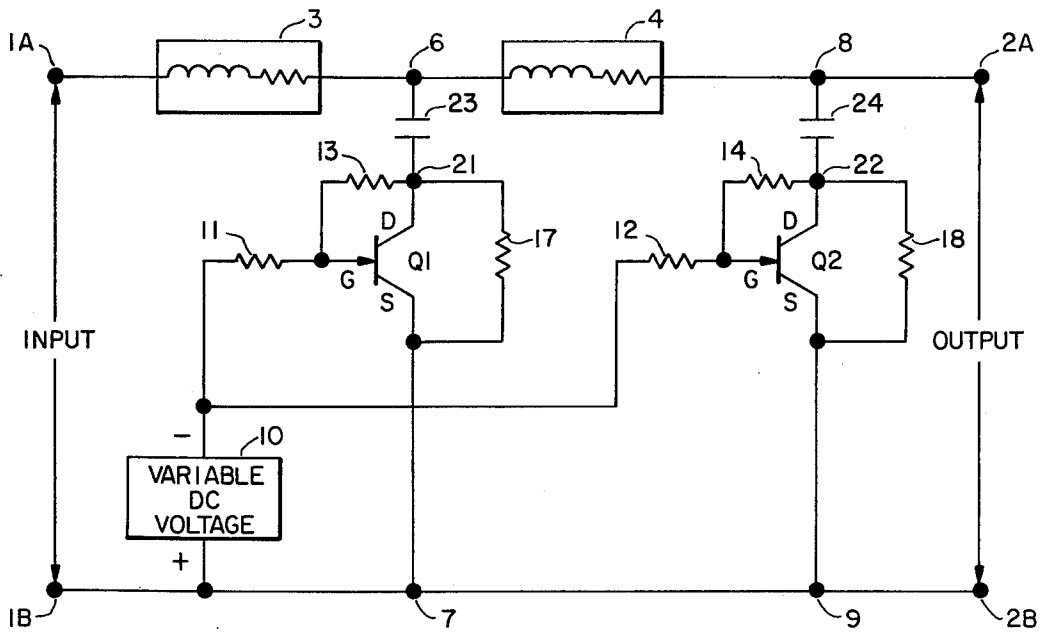 3
4
1A
6
8
2A
23
24
13
21
14
22
D
D
11
17
12
18
Q1
Q2
G
G
S
S
INPUT
OUTPUT
–
10
VARIABLE
DC
VOLTAGE
+
1B
7
9
2B